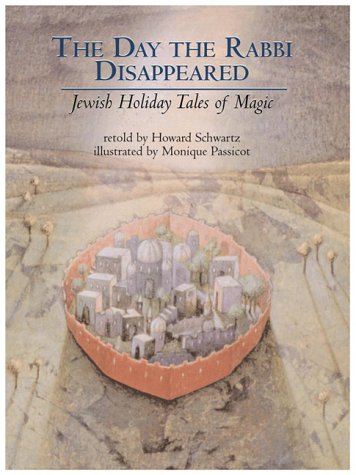 THE DAY THE RABBI
DISAPPEARED
Jewish Holiday Tales of Magic
retold by Howard Schwartz
illustrated by Monique Passicot